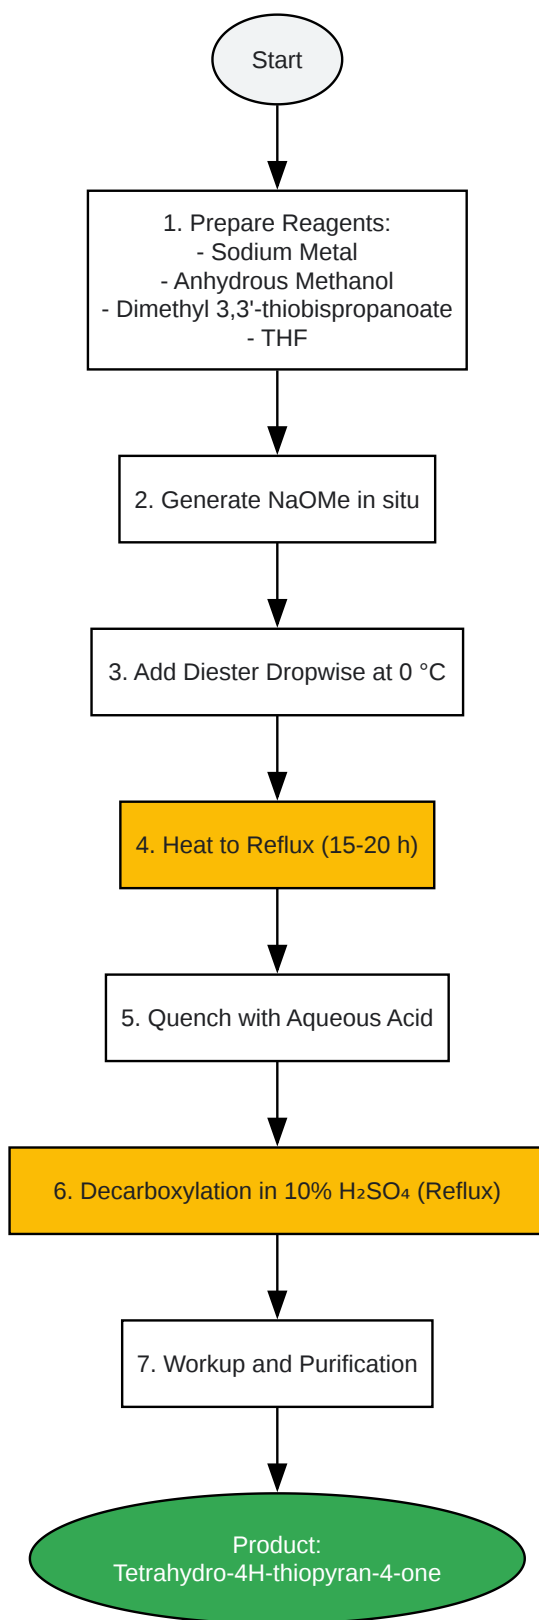 Start
1. Prepare Reagents:
- Sodium Metal
- Anhydrous Methanol
- Dimethyl 3,3'-thiobispropanoate
- THF
2. Generate NaOMe in situ
3. Add Diester Dropwise at 0 °C
4. Heat to Reflux (15-20 h)
5. Quench with Aqueous Acid
6. Decarboxylation in 10% H₂SO₄ (Reflux)
7. Workup and Purification
Product:
Tetrahydro-4H-thiopyran-4-one